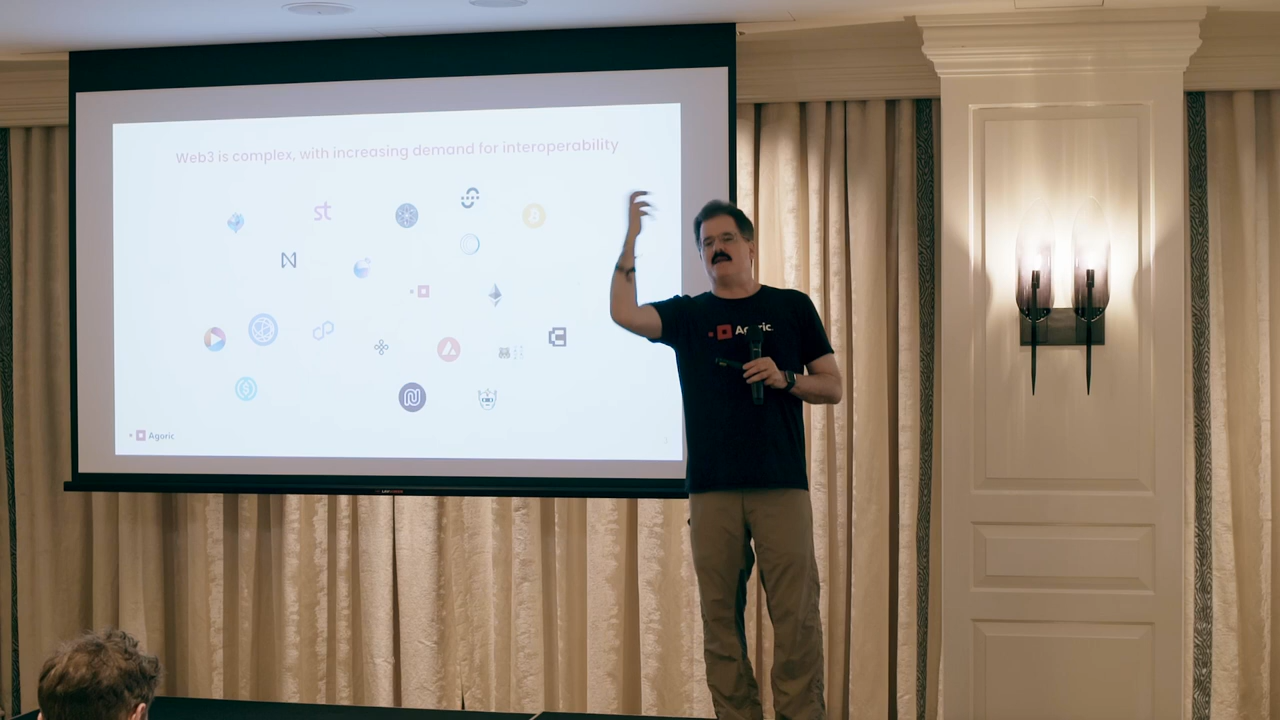 Web3 is complex, with increasing demand for interoperability
st
Agoric
Agoric